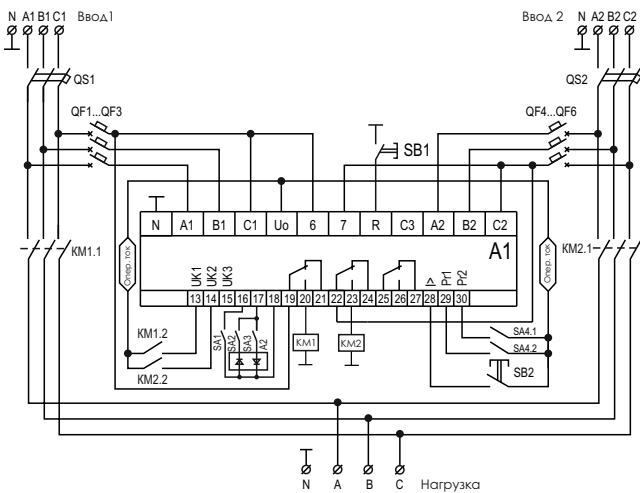 N A1 B1 C1 Ввод1
Ввод 2 N A2 B2 C2
QS1
QS2
QF1...QF3
QF4...QF6
SB1
N A1 B1 C1 Uo 6 7 R C3 A2 B2 C2
A1
KM1.1
KM2.1
Опер. ток
Опер. ток
UK1 UK2 UK3
I> Pr1 Pr2
13 14 15 16 17 18 19 20 21 22 23 24 25 26 27 28 29 30
KM1.2
KM2.2
SA1 SA2 SA3 A2
KM1
KM2
SA4.1
SA4.2
SB2
N A B C Нагрузка